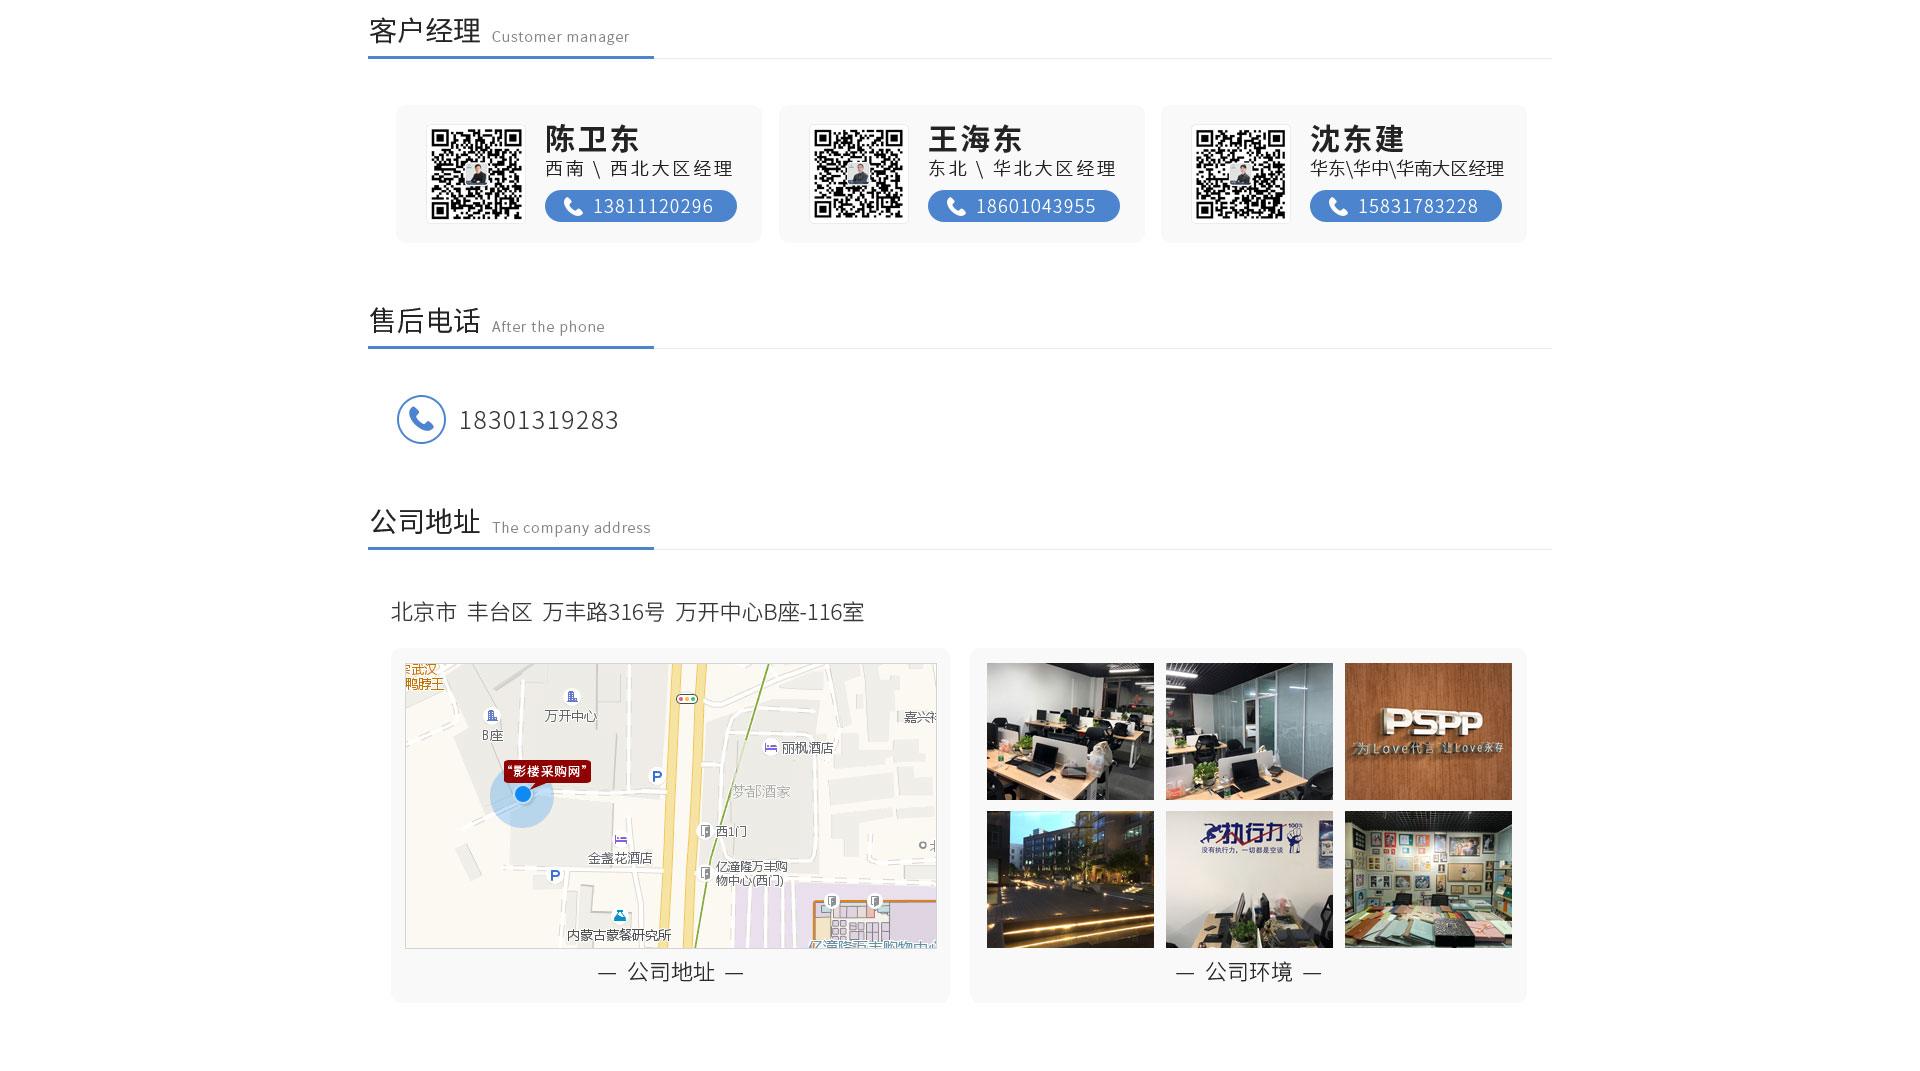 客户经理 Customer manager
陈卫东
西南 \ 西北大区经理
13811120296
王海东
东北 \ 华北大区经理
18601043955
沈东建
华东\华中\华南大区经理
15831783228
售后电话 After the phone
18301319283
公司地址 The company address
北京市 丰台区 万丰路316号 万开中心B座-116室
武汉
鸭脖王
万开中心
B座
嘉兴
丽枫酒店
“影楼采购网”
P
梦都酒家
西1门
金盏花酒店
亿潼隆万丰购
物中心(西门)
P
内蒙古蒙餐研究所
亿潼隆万丰购物中心
— 公司地址 —
PSPP
为Love代言 让Love永存
执行力 100%
没有执行力，一切都是空谈
— 公司环境 —